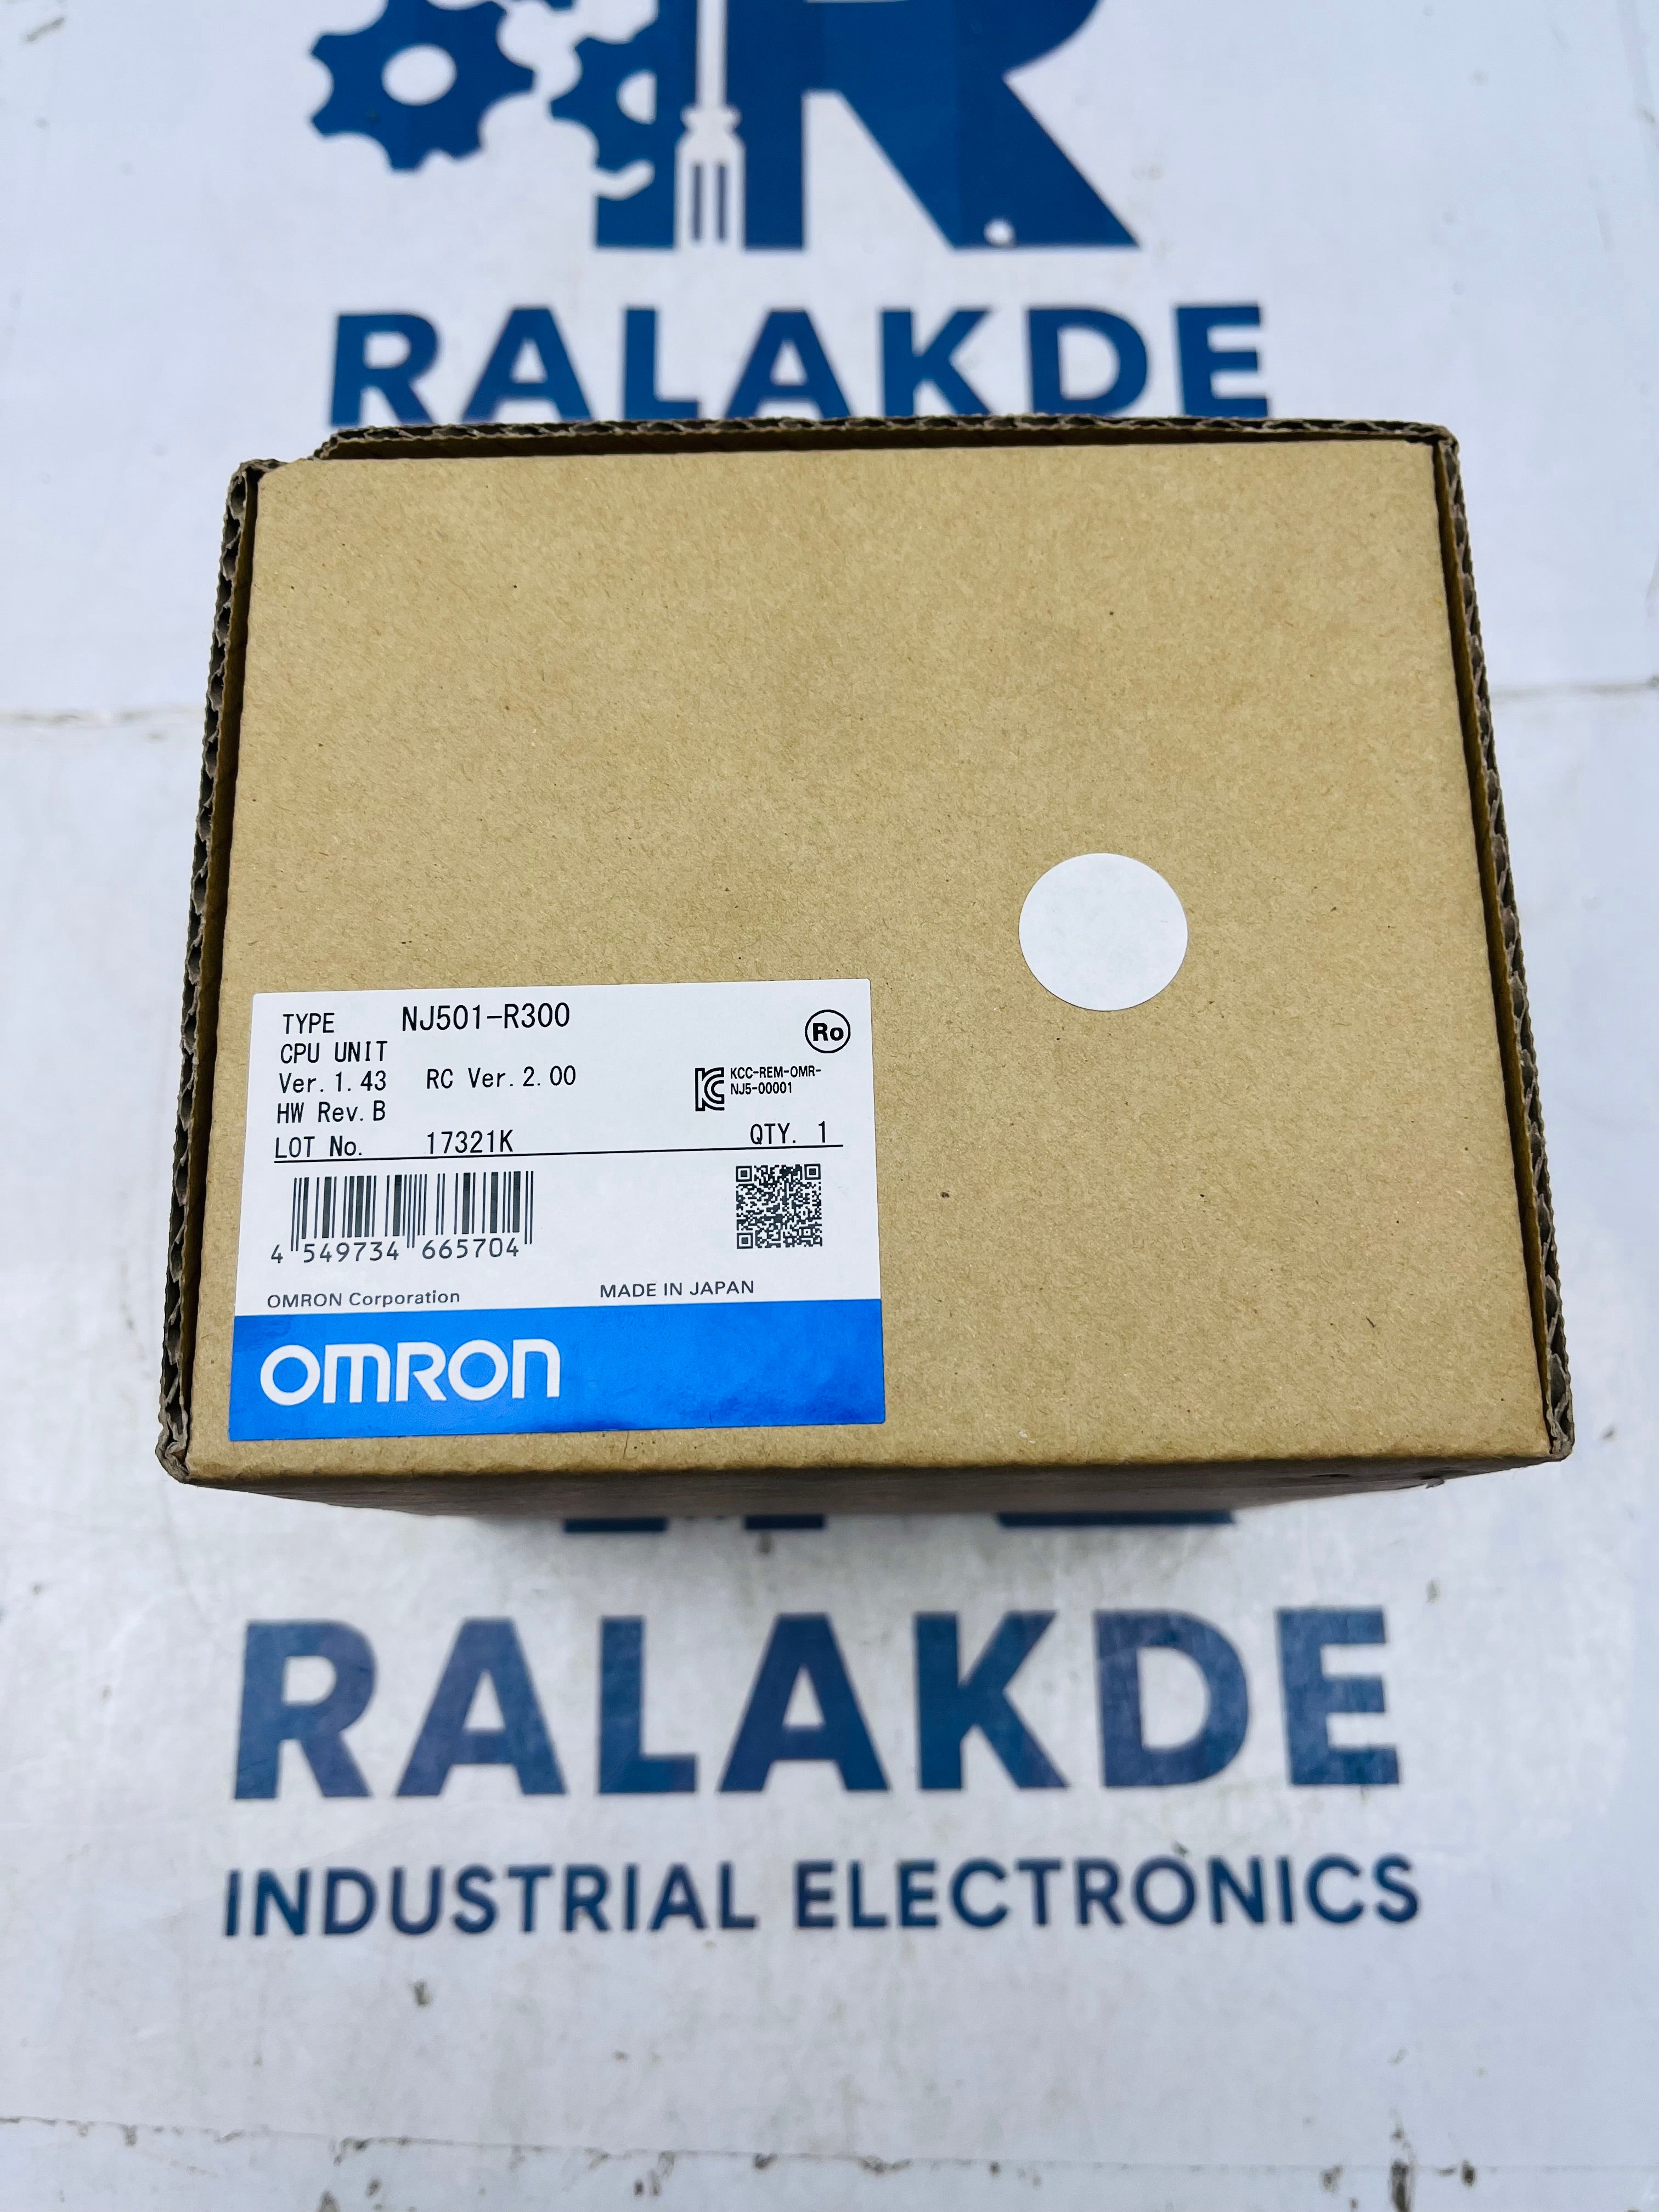 R
RALAKDE
TYPE NJ501-R300
Ro
CPU UNIT
Ver. 1.43 RC Ver. 2.00
KCC-REM-OMR-
NJ5-00001
HW Rev. B
LOT No. 17321K QTY. 1
4 549734 665704
OMRON Corporation MADE IN JAPAN
OMRON
RALAKDE
INDUSTRIAL ELECTRONICS